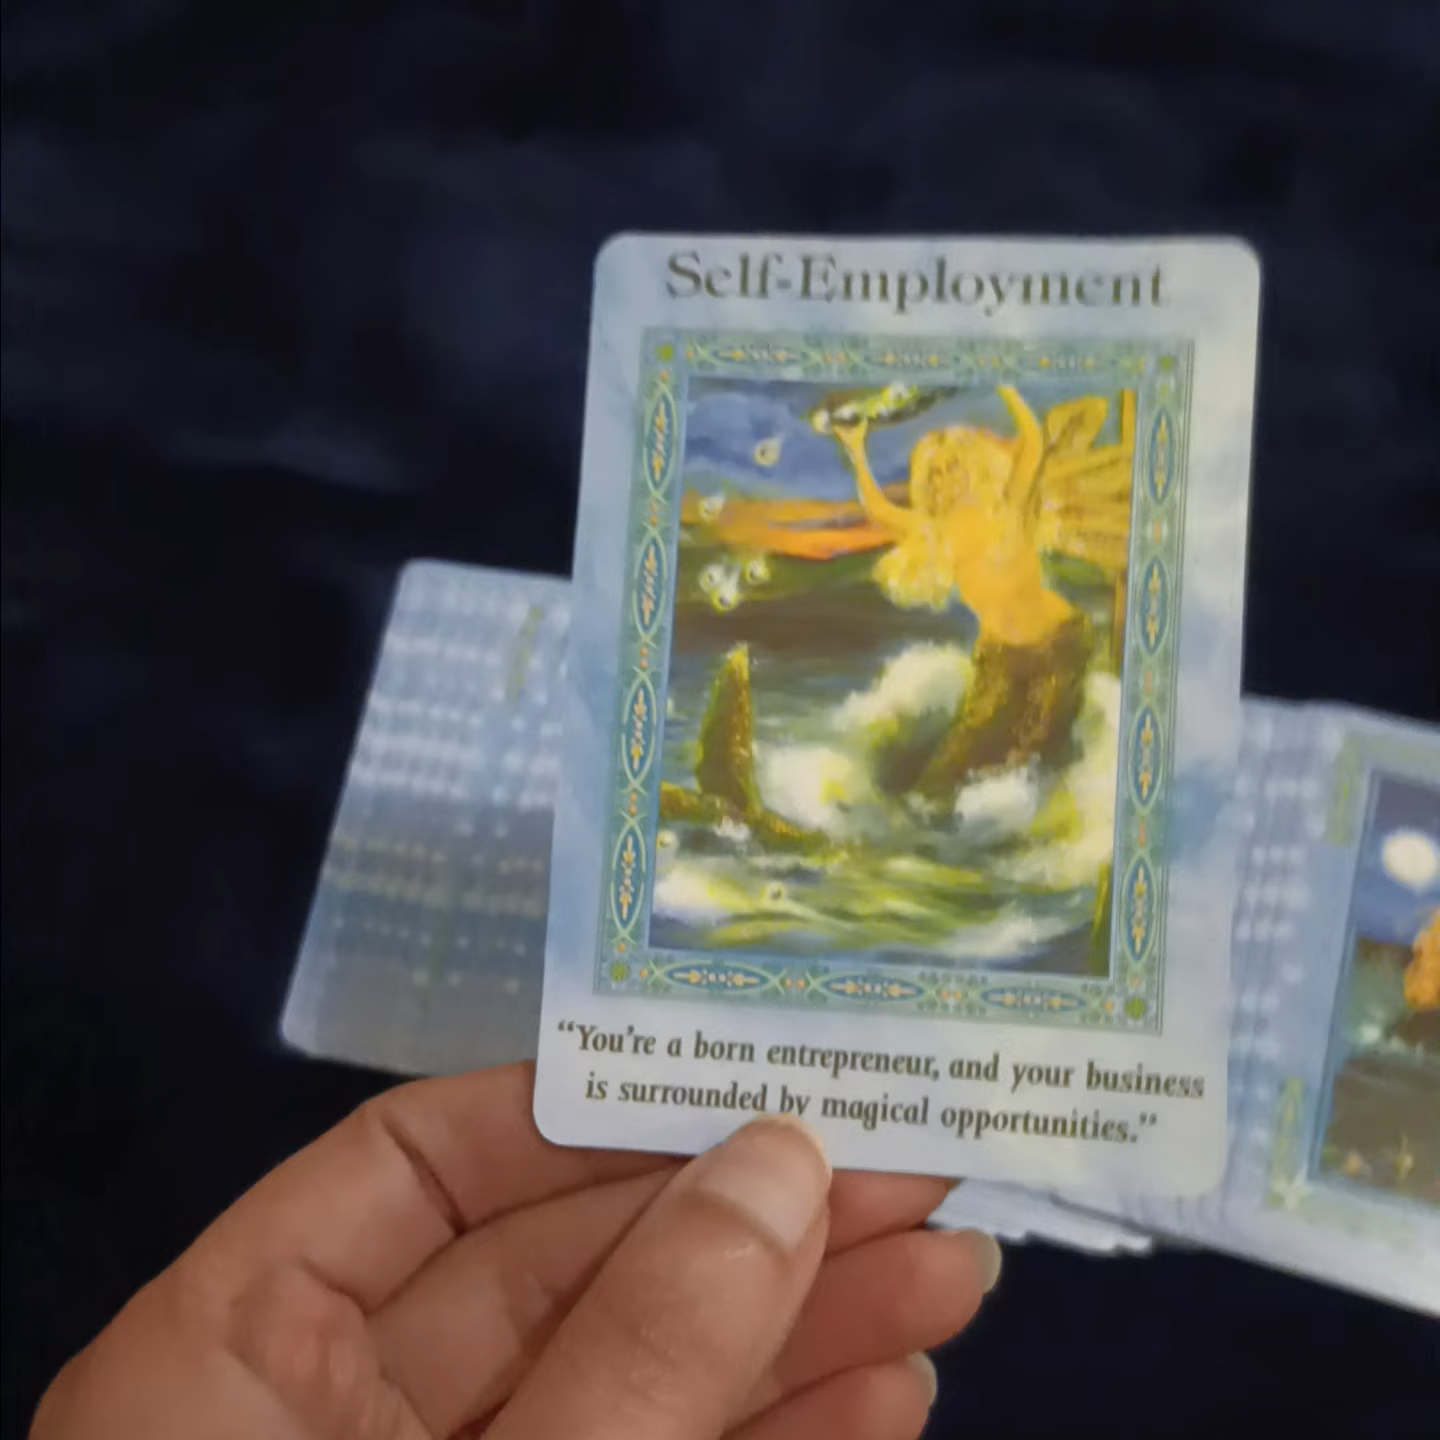 Self-Employment
“You’re a born entrepreneur, and your business
is surrounded by magical opportunities.”